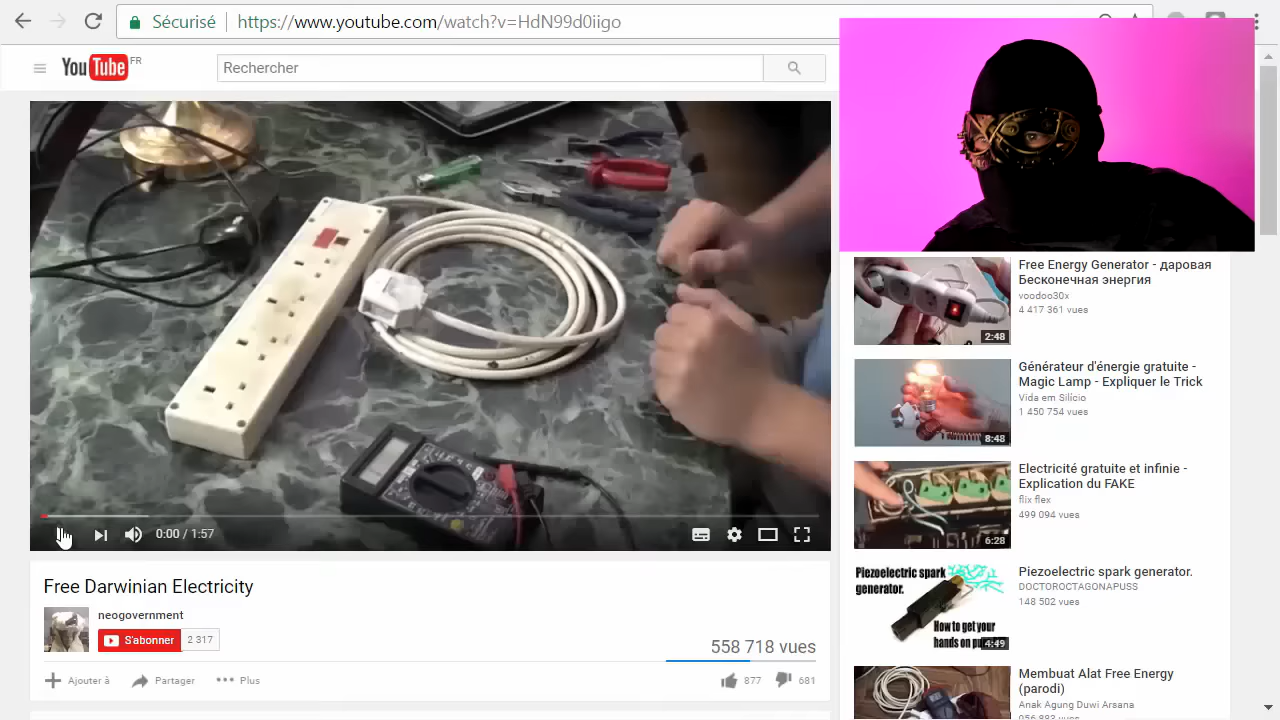 Sécurisé https://www.youtube.com/watch?v=HdN99d0iigo
YouTube FR
Rechercher
0:00 / 1:57
Free Darwinian Electricity
neogovernment
S'abonner 2 317
558 718 vues
Ajouter à Partager Plus 877 681
Free Energy Generator - даровая
Бесконечная энергия
voodoo30x
4 417 361 vues
2:48
Générateur d'énergie gratuite -
Magic Lamp - Expliquer le Trick
Vida em Silício
1 450 754 vues
8:48
Electricité gratuite et infinie -
Explication du FAKE
flix flex
499 094 vues
6:28
Piezoelectric spark
generator.
How to get your
hands on
4:49
Piezoelectric spark generator.
DOCTOROCTAGONAPUSS
148 502 vues
Membuat Alat Free Energy
(parodi)
Anak Agung Duwi Arsana